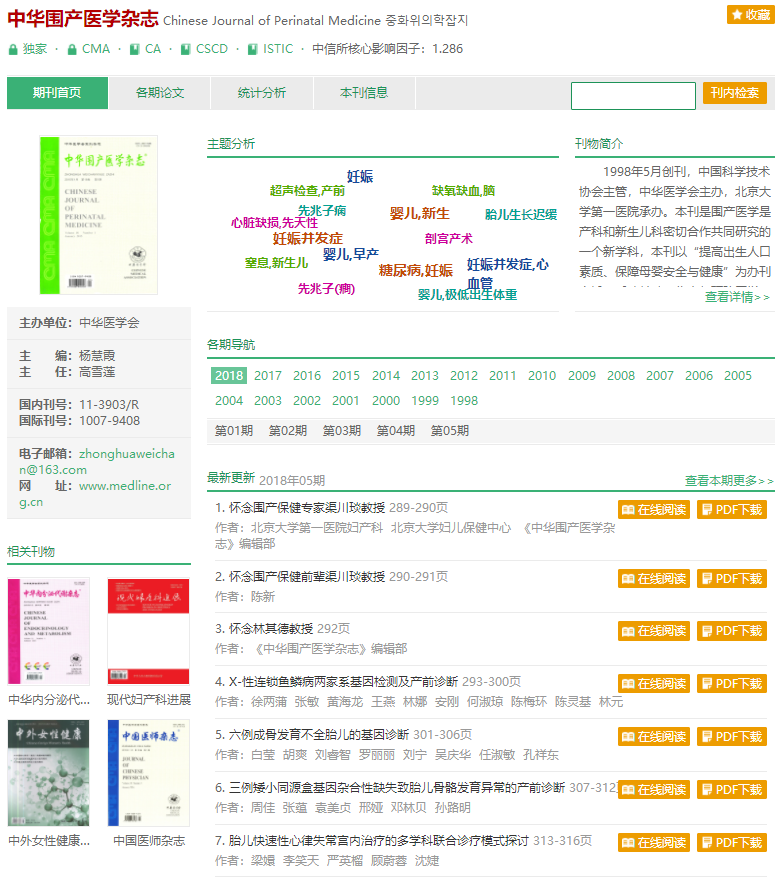 中华围产医学杂志 Chinese Journal of Perinatal Medicine 중화위의학잡지
收藏
独家 · CMA · CA · CSCD · ISTIC · 中信所核心影响因子：1.286
期刊首页 各期论文 统计分析 本刊信息 刊内检索
中华围产医学杂志
CHINESE
JOURNAL
OF
PERINATAL
MEDICINE
主办单位：中华医学会
主　　编：杨慧霞
主　　任：高雪莲
国内刊号：11-3903/R
国际刊号：1007-9408
电子邮箱：zhonghuaweicha
n@163.com
网　　址：www.medline.or
g.cn
相关刊物
中华内分泌代谢杂志
CHINESE
JOURNAL OF
ENDOCRINOLOGY
AND METABOLISM
中华内分泌代... 现代妇产科进展
中外女性健康
中国医师杂志
JOURNAL
OF CHINESE
PHYSICIAN
中外女性健康... 中国医师杂志
主题分析
妊娠
超声检查,产前 缺氧缺血,脑
先兆子痫 婴儿,新生 胎儿生长迟缓
心脏缺损,先天性
妊娠并发症 剖宫产术
婴儿,早产
窒息,新生儿 糖尿病,妊娠 妊娠并发症,心
血管
先兆子(痫) 婴儿,极低出生体重
刊物简介
1998年5月创刊，中国科学技术
协会主管，中华医学会主办，北京大
学第一医院承办。本刊是围产医学是
产科和新生儿科密切合作共同研究的
一个新学科，本刊以“提高出生人口
素质、保障母婴安全与健康”为办刊
查看详情>>
各期导航
2018 2017 2016 2015 2014 2013 2012 2011 2010 2009 2008 2007 2006 2005
2004 2003 2002 2001 2000 1999 1998
第01期 第02期 第03期 第04期 第05期
最新更新 2018年05期 查看本期更多>>
1. 怀念围产保健专家渠川琰教授 289-290页 在线阅读 PDF下载
作者：北京大学第一医院妇产科 北京大学妇儿保健中心 《中华围产医学杂
志》编辑部
2. 怀念围产保健前辈渠川琰教授 290-291页 在线阅读 PDF下载
作者：陈新
3. 怀念林其德教授 292页 在线阅读 PDF下载
作者：《中华围产医学杂志》编辑部
4. X-性连锁鱼鳞病两家系基因检测及产前诊断 293-300页 在线阅读 PDF下载
作者：徐两蒲 张敏 黄海龙 王燕 林娜 安刚 何淑琼 陈梅环 陈灵基 林元
5. 六例成骨发育不全胎儿的基因诊断 301-306页 在线阅读 PDF下载
作者：白莹 胡爽 刘睿智 罗丽丽 刘宁 吴庆华 任淑敏 孔祥东
6. 三例矮小同源盒基因杂合性缺失致胎儿骨骼发育异常的产前诊断 307-312 在线阅读 PDF下载
作者：周佳 张蕴 袁美贞 邢娅 邓林贝 孙路明
7. 胎儿快速性心律失常宫内治疗的多学科联合诊疗模式探讨 313-316页 在线阅读 PDF下载
作者：梁嬛 李笑天 严英榴 顾蔚蓉 沈婕